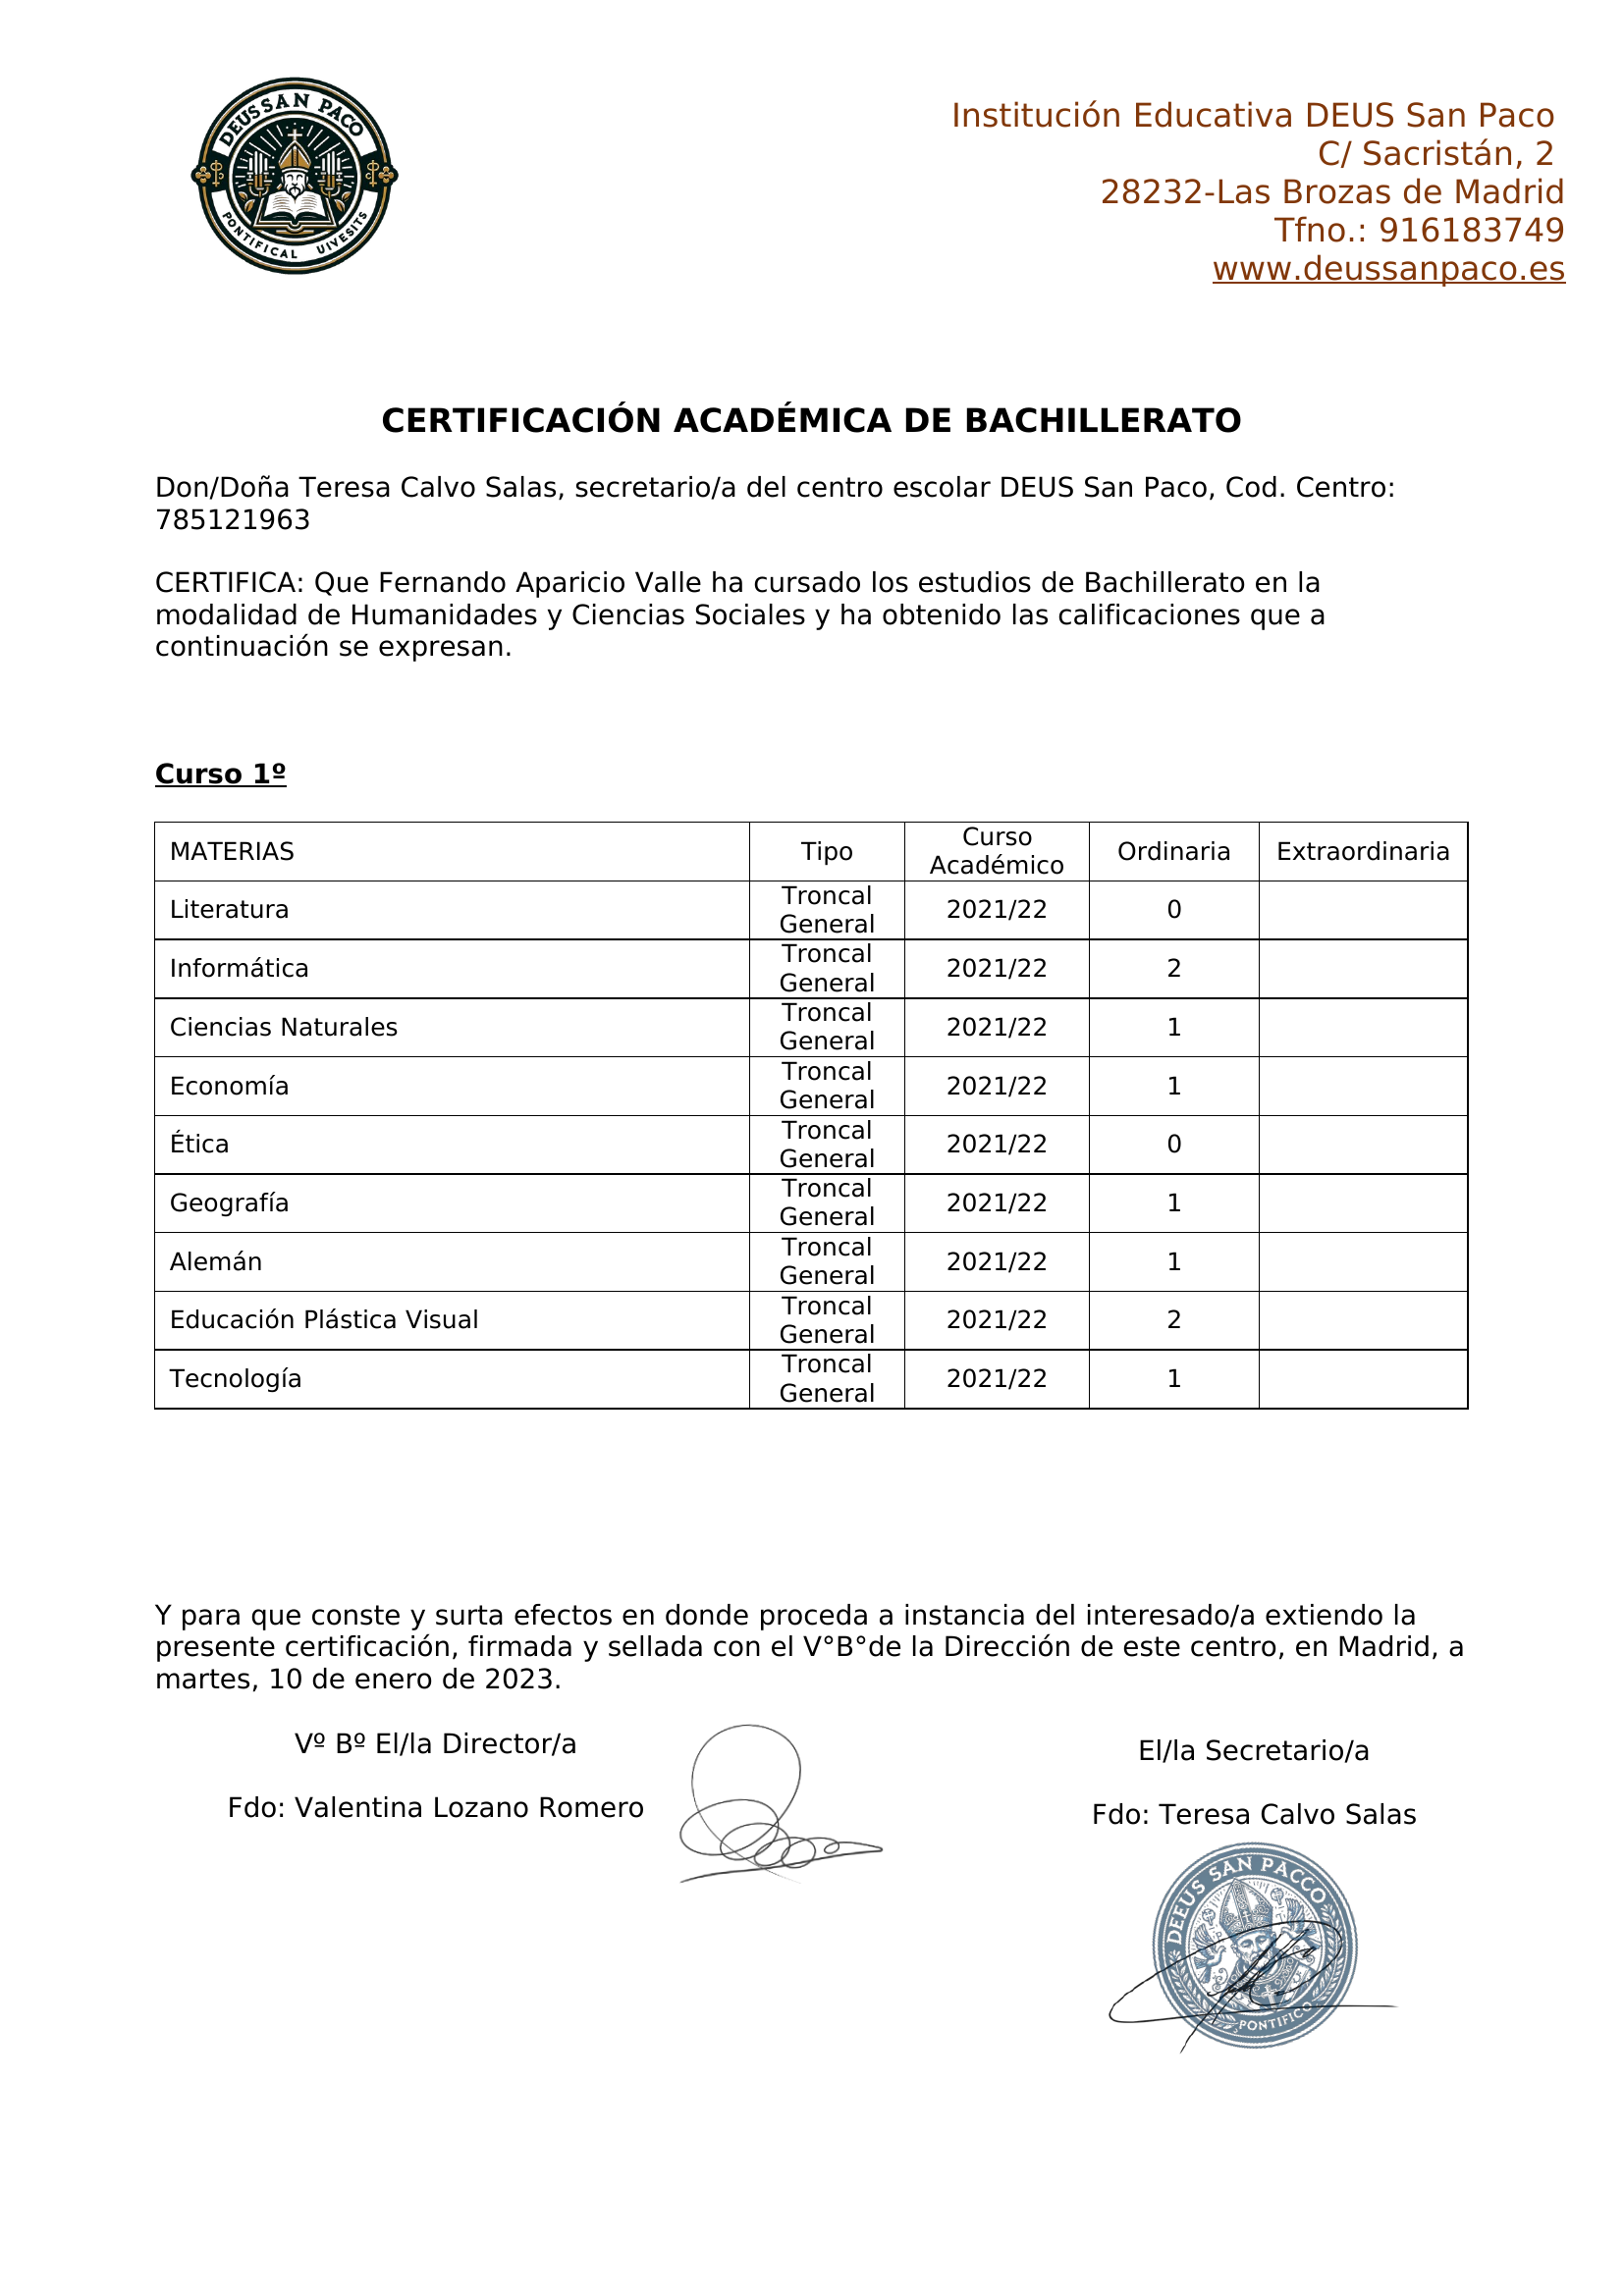 DEUSSAN PACO
PONTIFICAL UIVESITS
Institución Educativa DEUS San Paco
C/ Sacristán, 2
28232-Las Brozas de Madrid
Tfno.: 916183749
www.deussanpaco.es
CERTIFICACIÓN ACADÉMICA DE BACHILLERATO
Don/Doña Teresa Calvo Salas, secretario/a del centro escolar DEUS San Paco, Cod. Centro:
785121963
CERTIFICA: Que Fernando Aparicio Valle ha cursado los estudios de Bachillerato en la
modalidad de Humanidades y Ciencias Sociales y ha obtenido las calificaciones que a
continuación se expresan.
Curso 1º
MATERIAS Tipo Curso Académico Ordinaria Extraordinaria
Literatura Troncal General 2021/22 0
Informática Troncal General 2021/22 2
Ciencias Naturales Troncal General 2021/22 1
Economía Troncal General 2021/22 1
Ética Troncal General 2021/22 0
Geografía Troncal General 2021/22 1
Alemán Troncal General 2021/22 1
Educación Plástica Visual Troncal General 2021/22 2
Tecnología Troncal General 2021/22 1
Y para que conste y surta efectos en donde proceda a instancia del interesado/a extiendo la
presente certificación, firmada y sellada con el V°B°de la Dirección de este centro, en Madrid, a
martes, 10 de enero de 2023.
Vº Bº El/la Director/a
Fdo: Valentina Lozano Romero
El/la Secretario/a
Fdo: Teresa Calvo Salas
DEEUS SAN PACCO
PONTIFICO